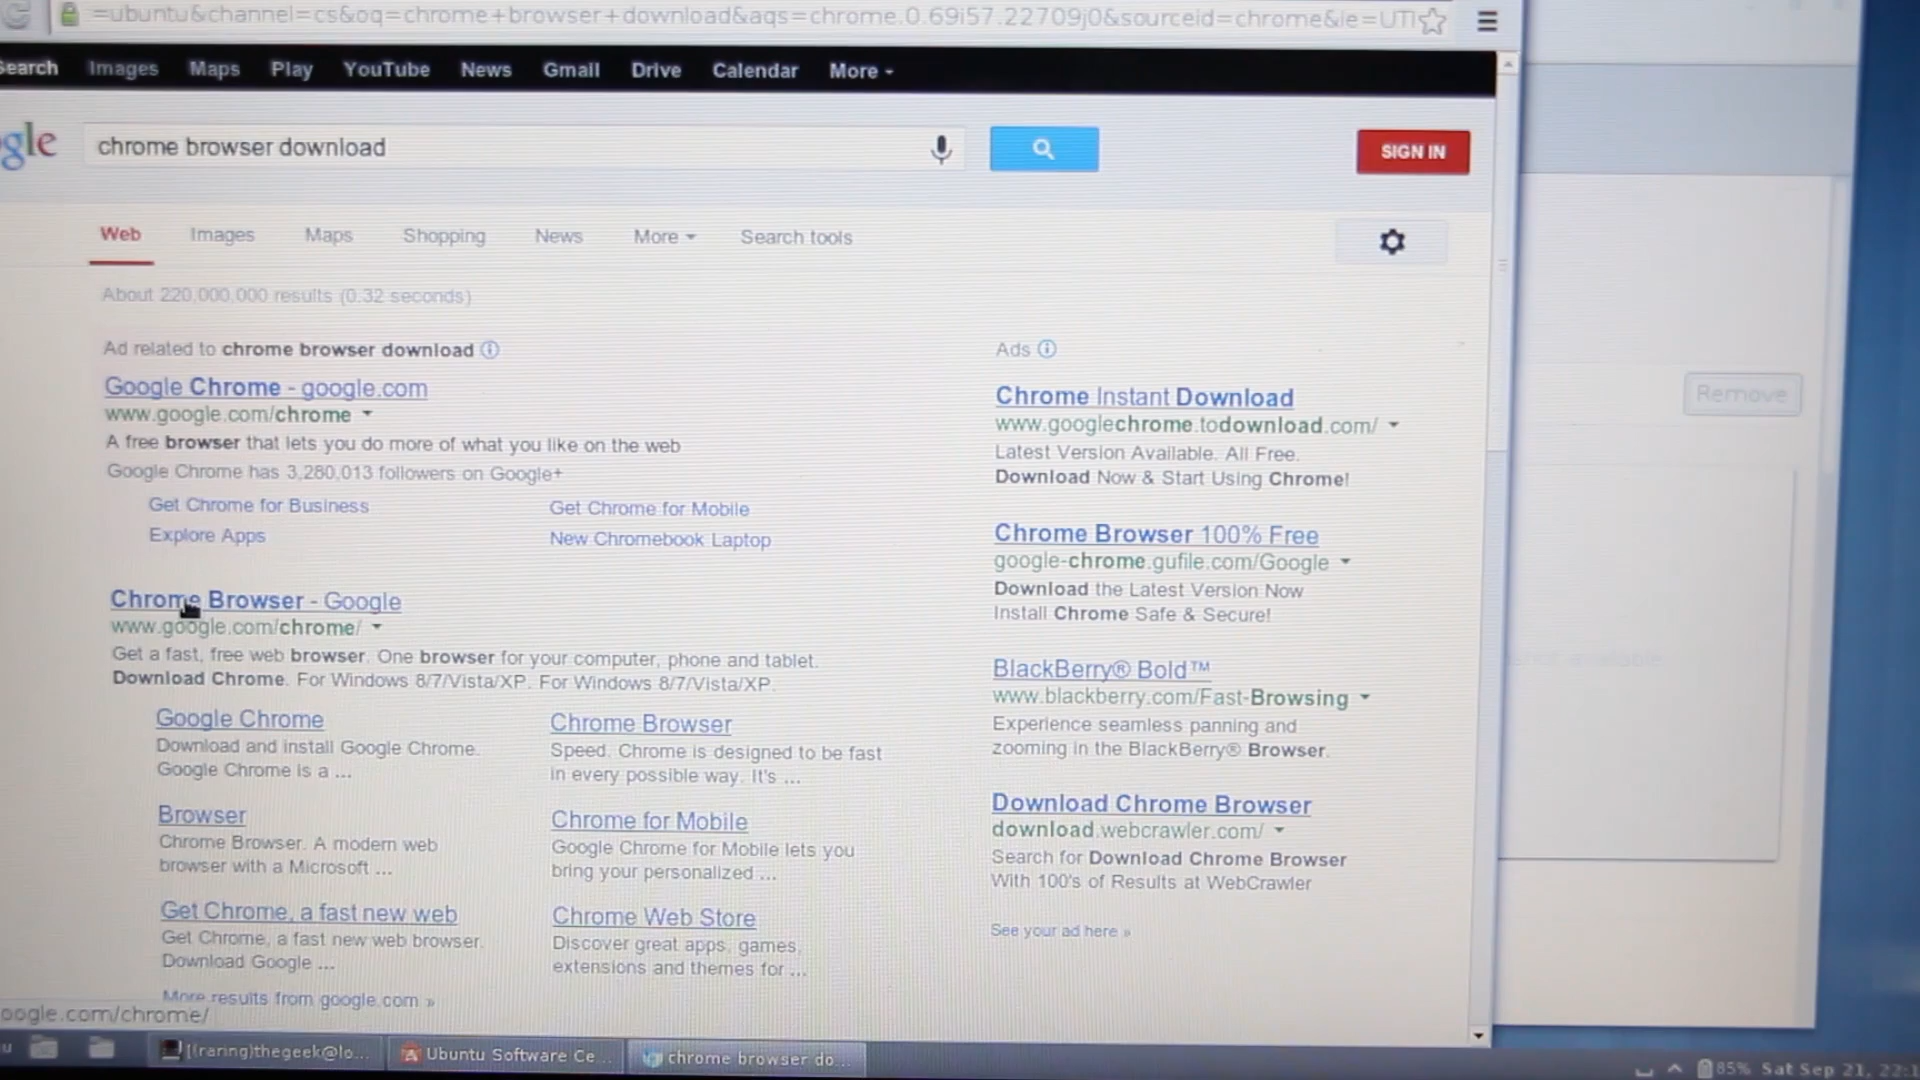 =ubuntu&channel=cs&oq=chrome+browser+download&aqs=chrome.0.69i57.22709j0&sourceid=chrome&ie=UTI
Search Images Maps Play YouTube News Gmail Drive Calendar More
gle chrome browser download SIGN IN
Web Images Maps Shopping News More Search tools
About 220,000,000 results (0.32 seconds)
Ad related to chrome browser download
Google Chrome - google.com
www.google.com/chrome
A free browser that lets you do more of what you like on the web
Google Chrome has 3,280,013 followers on Google+
Get Chrome for Business Get Chrome for Mobile
Explore Apps New Chromebook Laptop
Chrome Browser - Google
www.google.com/chrome/
Get a fast, free web browser. One browser for your computer, phone and tablet.
Download Chrome. For Windows 8/7/Vista/XP. For Windows 8/7/Vista/XP.
Google Chrome
Download and install Google Chrome.
Google Chrome is a ...
Chrome Browser
Speed. Chrome is designed to be fast
in every possible way. It's ...
Browser
Chrome Browser. A modern web
browser with a Microsoft ...
Chrome for Mobile
Google Chrome for Mobile lets you
bring your personalized ...
Get Chrome, a fast new web
Get Chrome, a fast new web browser.
Download Google ...
Chrome Web Store
Discover great apps, games,
extensions and themes for ...
More results from google.com »
Ads
Chrome Instant Download
www.googlechrome.todownload.com/
Latest Version Available. All Free.
Download Now & Start Using Chrome!
Chrome Browser 100% Free
google-chrome.gufile.com/Google
Download the Latest Version Now
Install Chrome Safe & Secure!
BlackBerry® Bold™
www.blackberry.com/Fast-Browsing
Experience seamless panning and
zooming in the BlackBerry® Browser.
Download Chrome Browser
download.webcrawler.com/
Search for Download Chrome Browser
With 100's of Results at WebCrawler
See your ad here »
Remove
oogle.com/chrome/
u [(raring)thegeek@lo... Ubuntu Software Ce... chrome browser do... 85% Sat Sep 21, 22:1